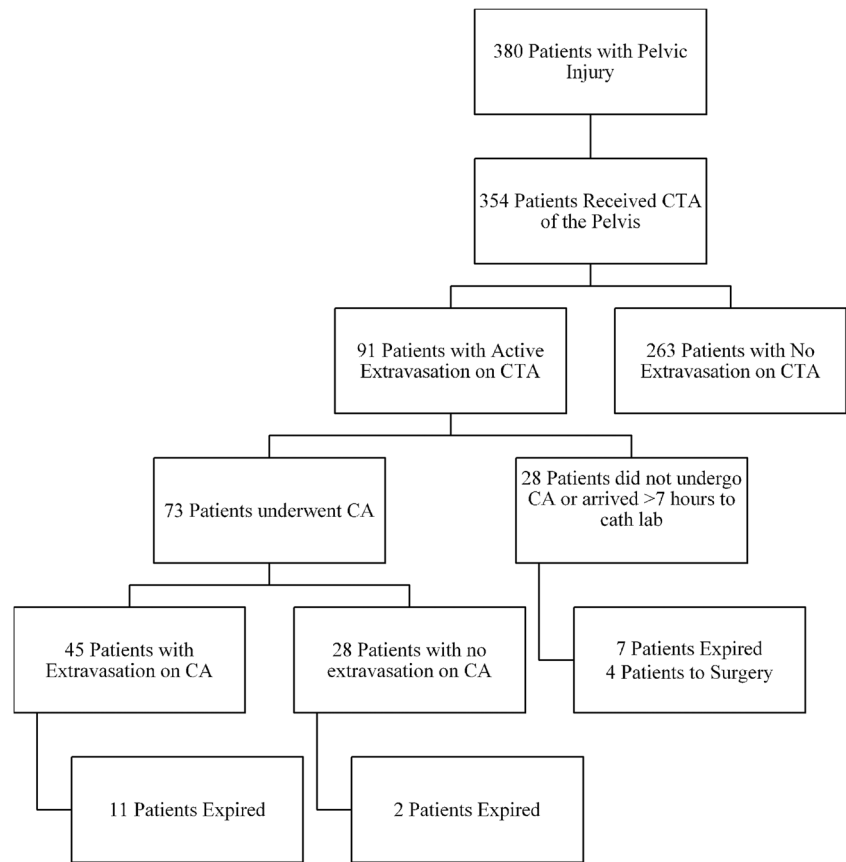 380 Patients with Pelvic
Injury
354 Patients Received CTA
of the Pelvis
91 Patients with Active
Extravasation on CTA
263 Patients with No
Extravasation on CTA
73 Patients underwent CA
28 Patients did not undergo
CA or arrived >7 hours to
cath lab
45 Patients with
Extravasation on CA
28 Patients with no
extravasation on CA
7 Patients Expired
4 Patients to Surgery
11 Patients Expired
2 Patients Expired